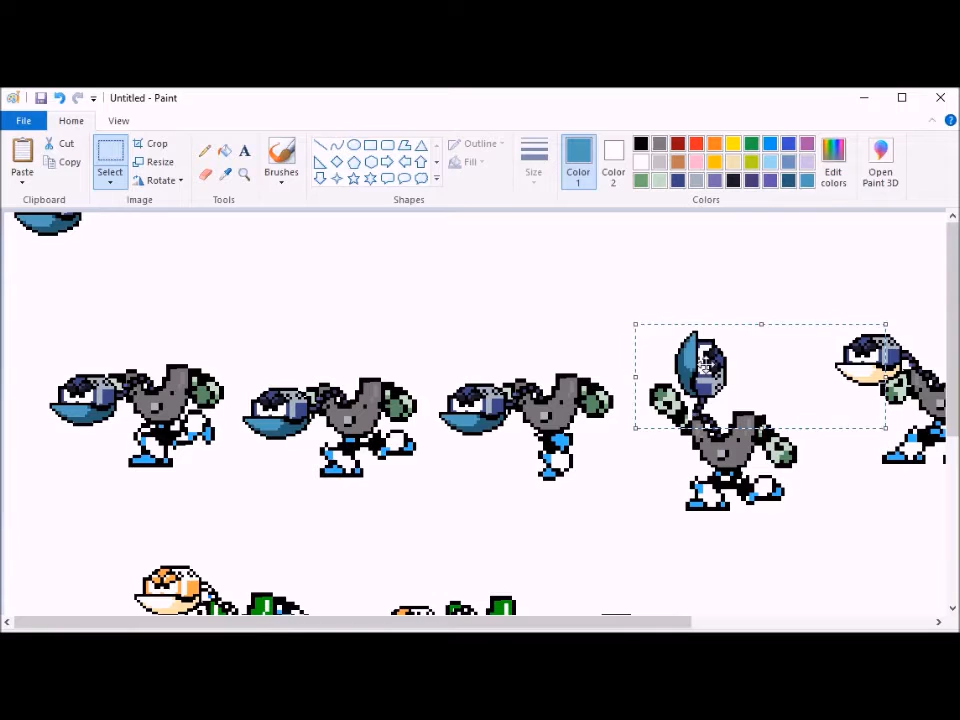 Untitled - Paint
File Home View
Paste
Cut
Copy
Clipboard
Select
Crop
Resize
Rotate
Image
A
Tools
Brushes
Outline
Fill
Shapes
Size
Color 1
Color 2
Edit colors
Colors
Open Paint 3D